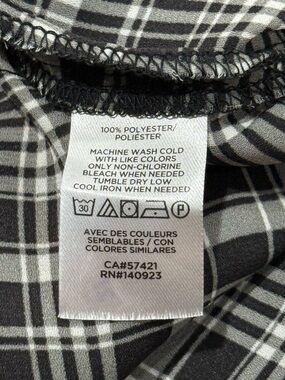 100% POLYESTER/
POLIÉSTER
MACHINE WASH COLD
WITH LIKE COLORS
ONLY NON-CHLORINE
BLEACH WHEN NEEDED
TUMBLE DRY LOW
COOL IRON WHEN NEEDED
30 P
AVEC DES COULEURS
SEMBLABLES / CON
COLORES SIMILARES
CA#57421
RN#140923